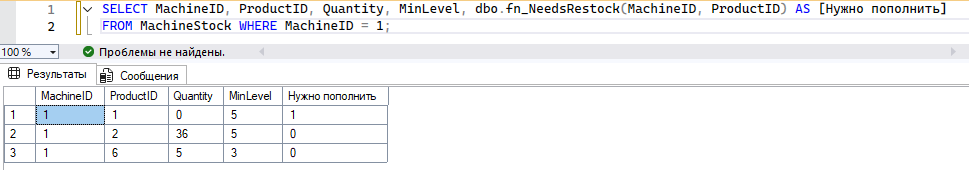 1 SELECT MachineID, ProductID, Quantity, MinLevel, dbo.fn_NeedsRestock(MachineID, ProductID) AS [Нужно пополнить]
2 FROM MachineStock WHERE MachineID = 1;
100 % Проблемы не найдены.
Результаты Сообщения
MachineID ProductID Quantity MinLevel Нужно пополнить
1 1 1 0 5 1
2 1 2 36 5 0
3 1 6 5 3 0